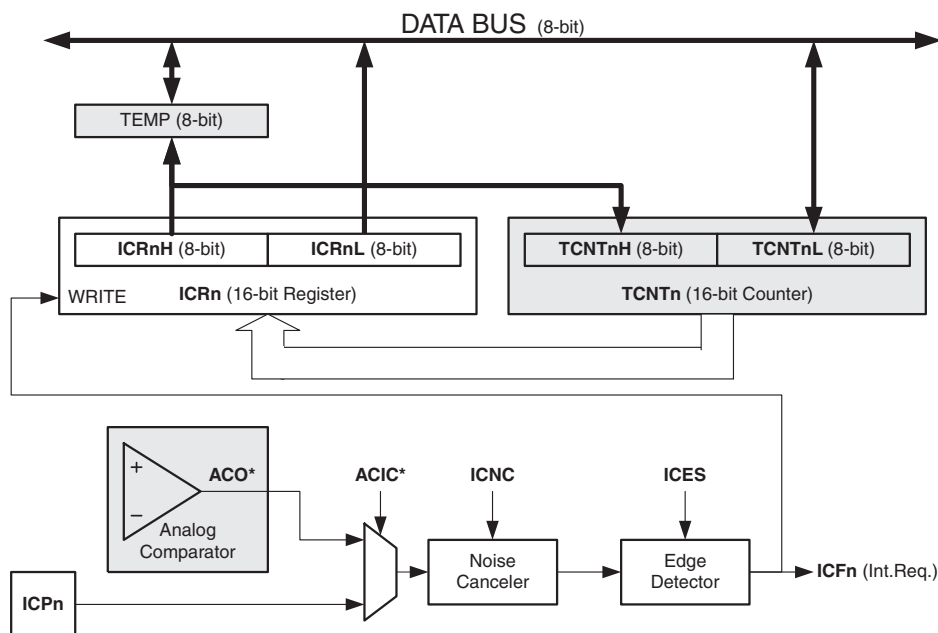 DATA BUS (8-bit)
TEMP (8-bit)
ICRnH (8-bit)
ICRnL (8-bit)
TCNTnH (8-bit)
TCNTnL (8-bit)
WRITE
ICRn (16-bit Register)
TCNTn (16-bit Counter)
+
−
ACO*
Analog
Comparator
ACIC*
ICNC
ICES
Noise
Canceler
Edge
Detector
ICFn (Int.Req.)
ICPn